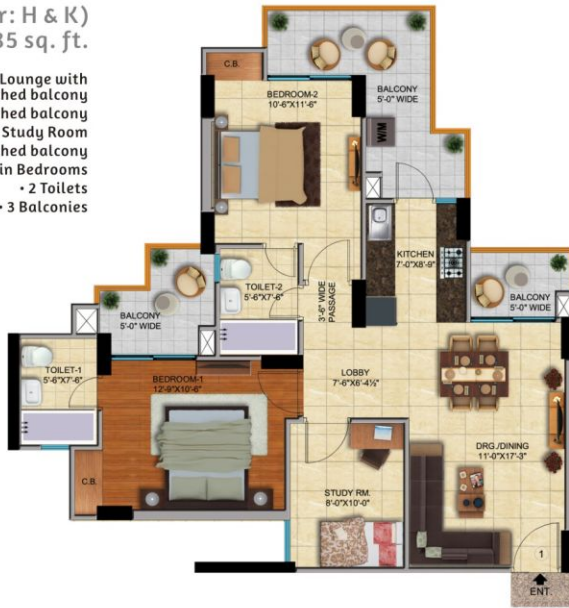 r: H & K)
85 sq. ft.
Lounge with
hed balcony
hed balcony
Study Room
hed balcony
in Bedrooms
• 2 Toilets
• 3 Balconies
C.B.
BEDROOM-2
10'-6"X11'-6"
BALCONY
5'-0" WIDE
W/M
KITCHEN
7'-0"X8'-9"
TOILET-2
5'-6"X7'-6"
3'-6" WIDE
PASSAGE
BALCONY
5'-0" WIDE
BALCONY
5'-0" WIDE
TOILET-1
5'-6"X7'-6"
BEDROOM-1
12'-9"X10'-6"
LOBBY
7'-6"X6'-4½"
DRG./DINING
11'-0"X17'-3"
C.B.
STUDY RM.
8'-0"X10'-0"
1
ENT.